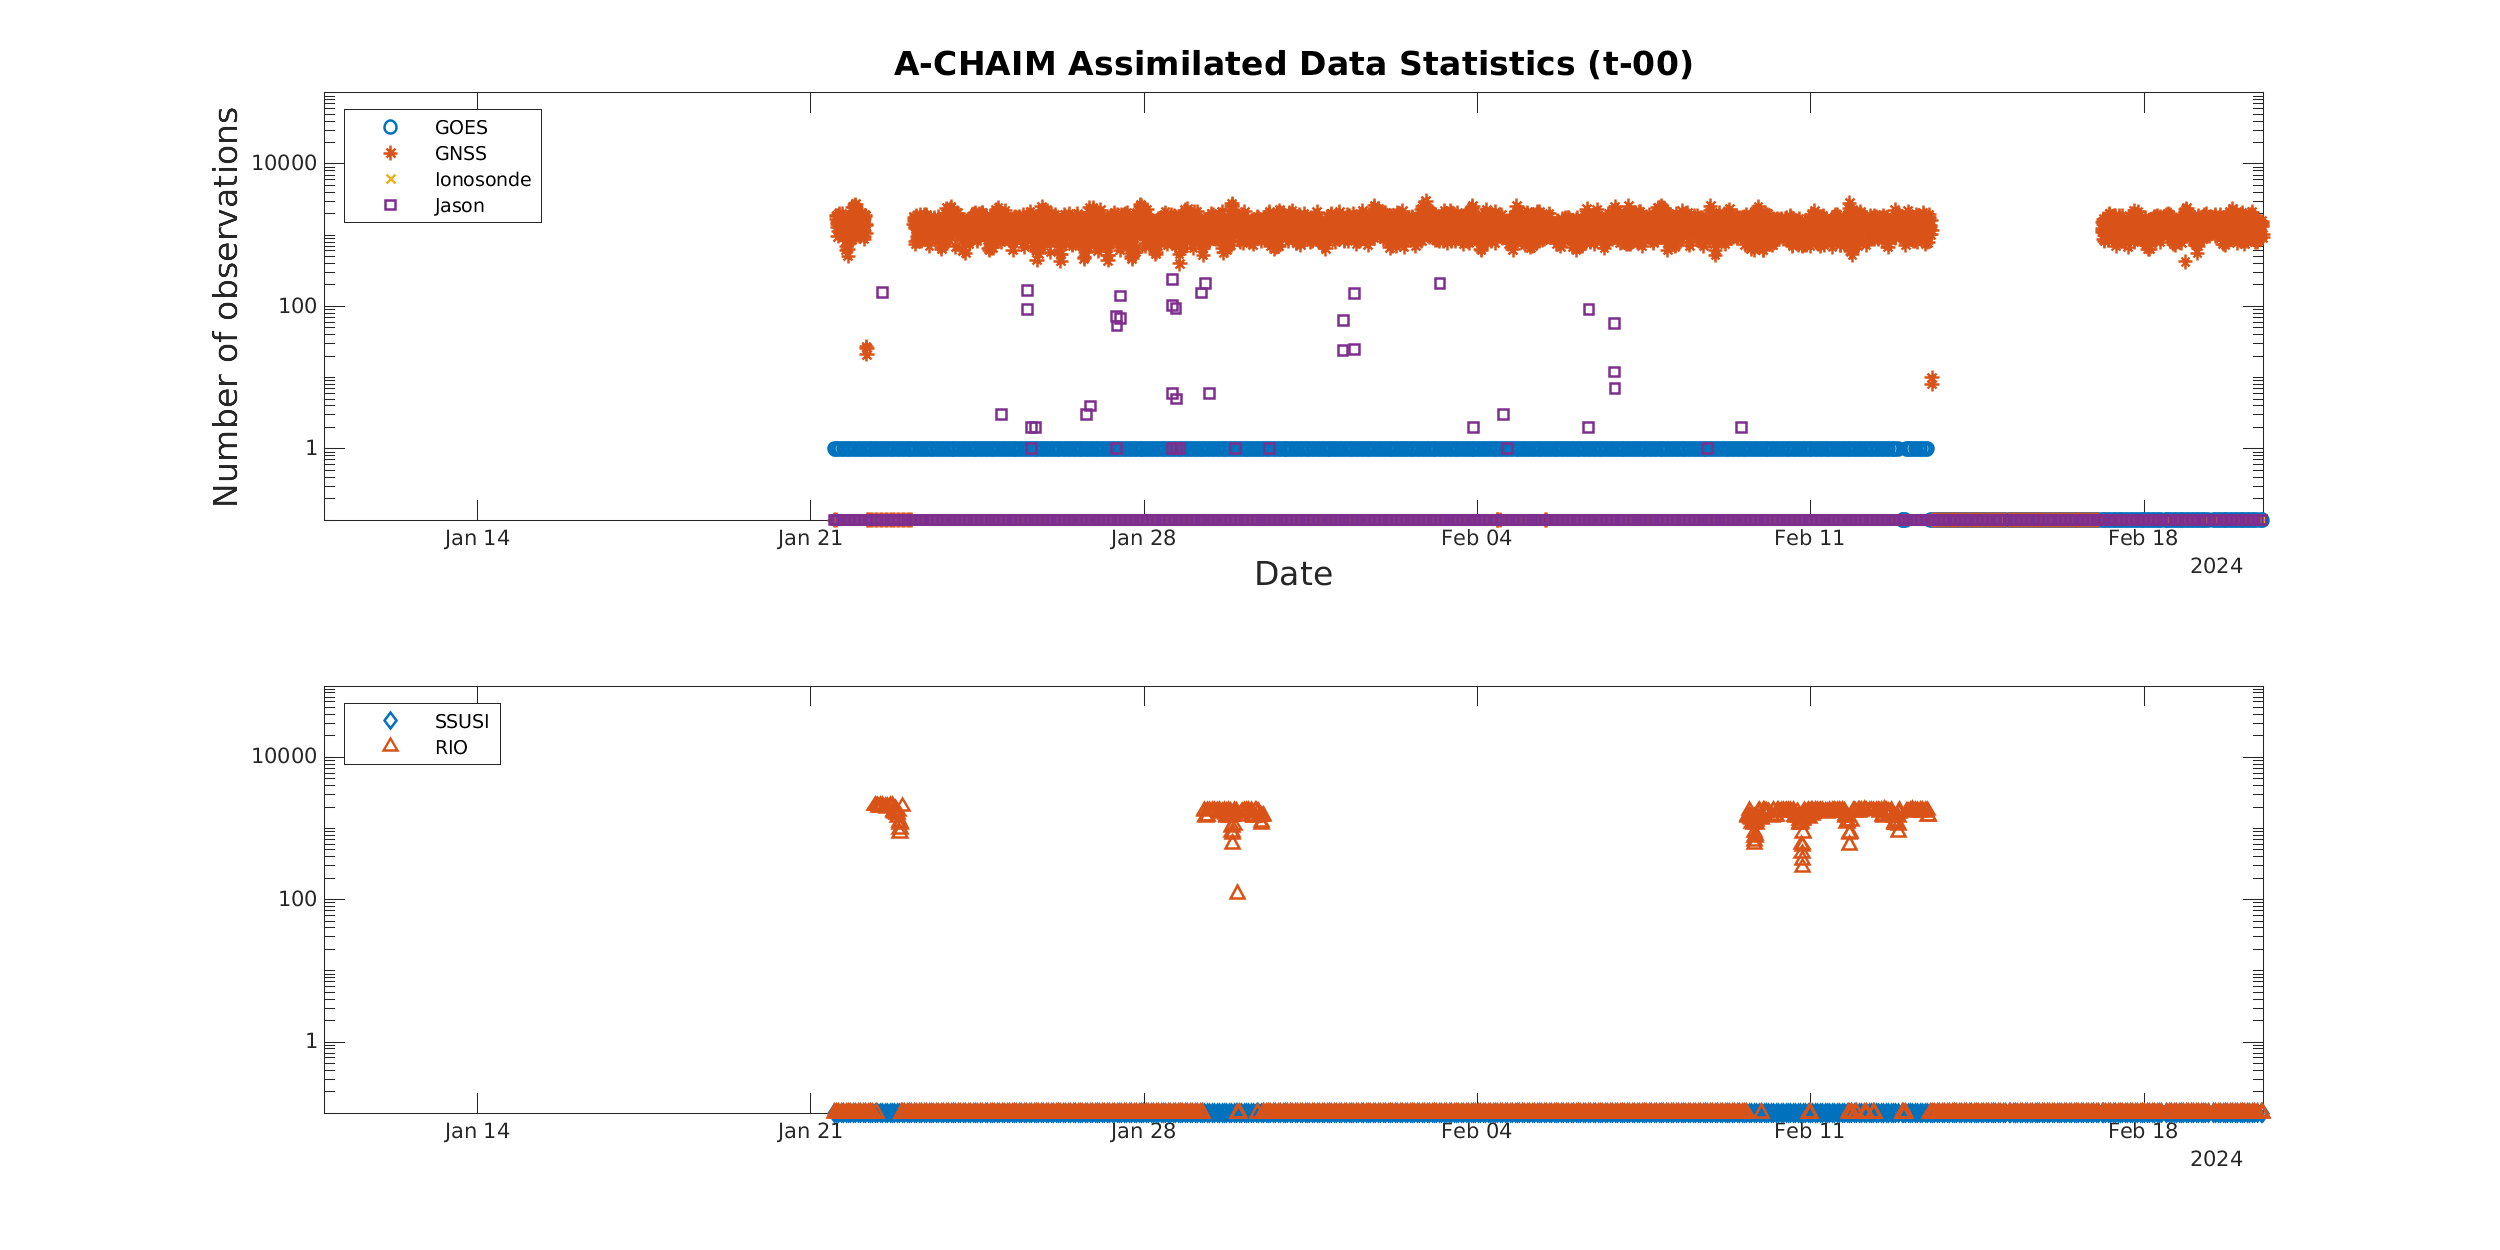 A-CHAIM Assimilated Data Statistics (t-00)
Number of observations
10000
100
1
GOES
GNSS
Ionosonde
Jason
Jan 14
Jan 21
Jan 28
Feb 04
Feb 11
Feb 18
2024
Date
10000
100
1
SSUSI
RIO
Jan 14
Jan 21
Jan 28
Feb 04
Feb 11
Feb 18
2024